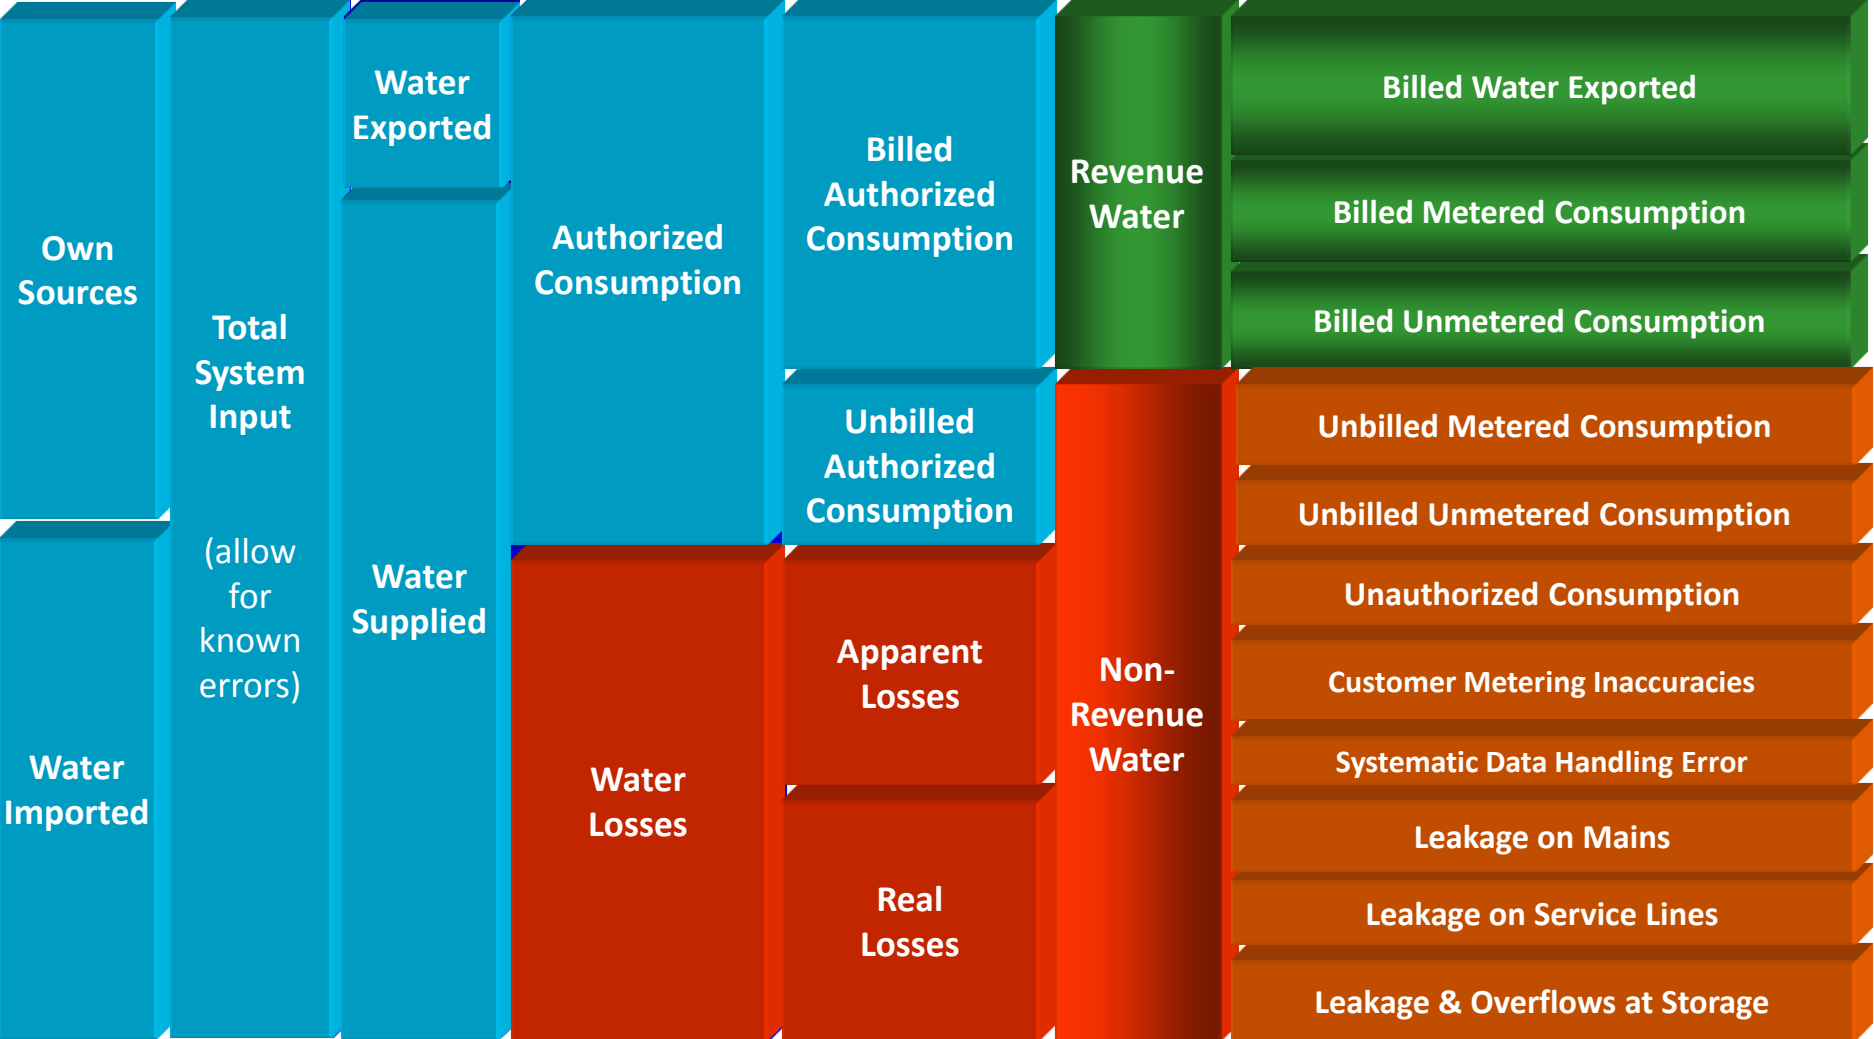 Own
Sources
Water
Imported
Total
System
Input
(allow
for
known
errors)
Water
Exported
Water
Supplied
Authorized
Consumption
Water
Losses
Billed
Authorized
Consumption
Unbilled
Authorized
Consumption
Apparent
Losses
Real
Losses
Revenue
Water
Non-
Revenue
Water
Billed Water Exported
Billed Metered Consumption
Billed Unmetered Consumption
Unbilled Metered Consumption
Unbilled Unmetered Consumption
Unauthorized Consumption
Customer Metering Inaccuracies
Systematic Data Handling Error
Leakage on Mains
Leakage on Service Lines
Leakage & Overflows at Storage